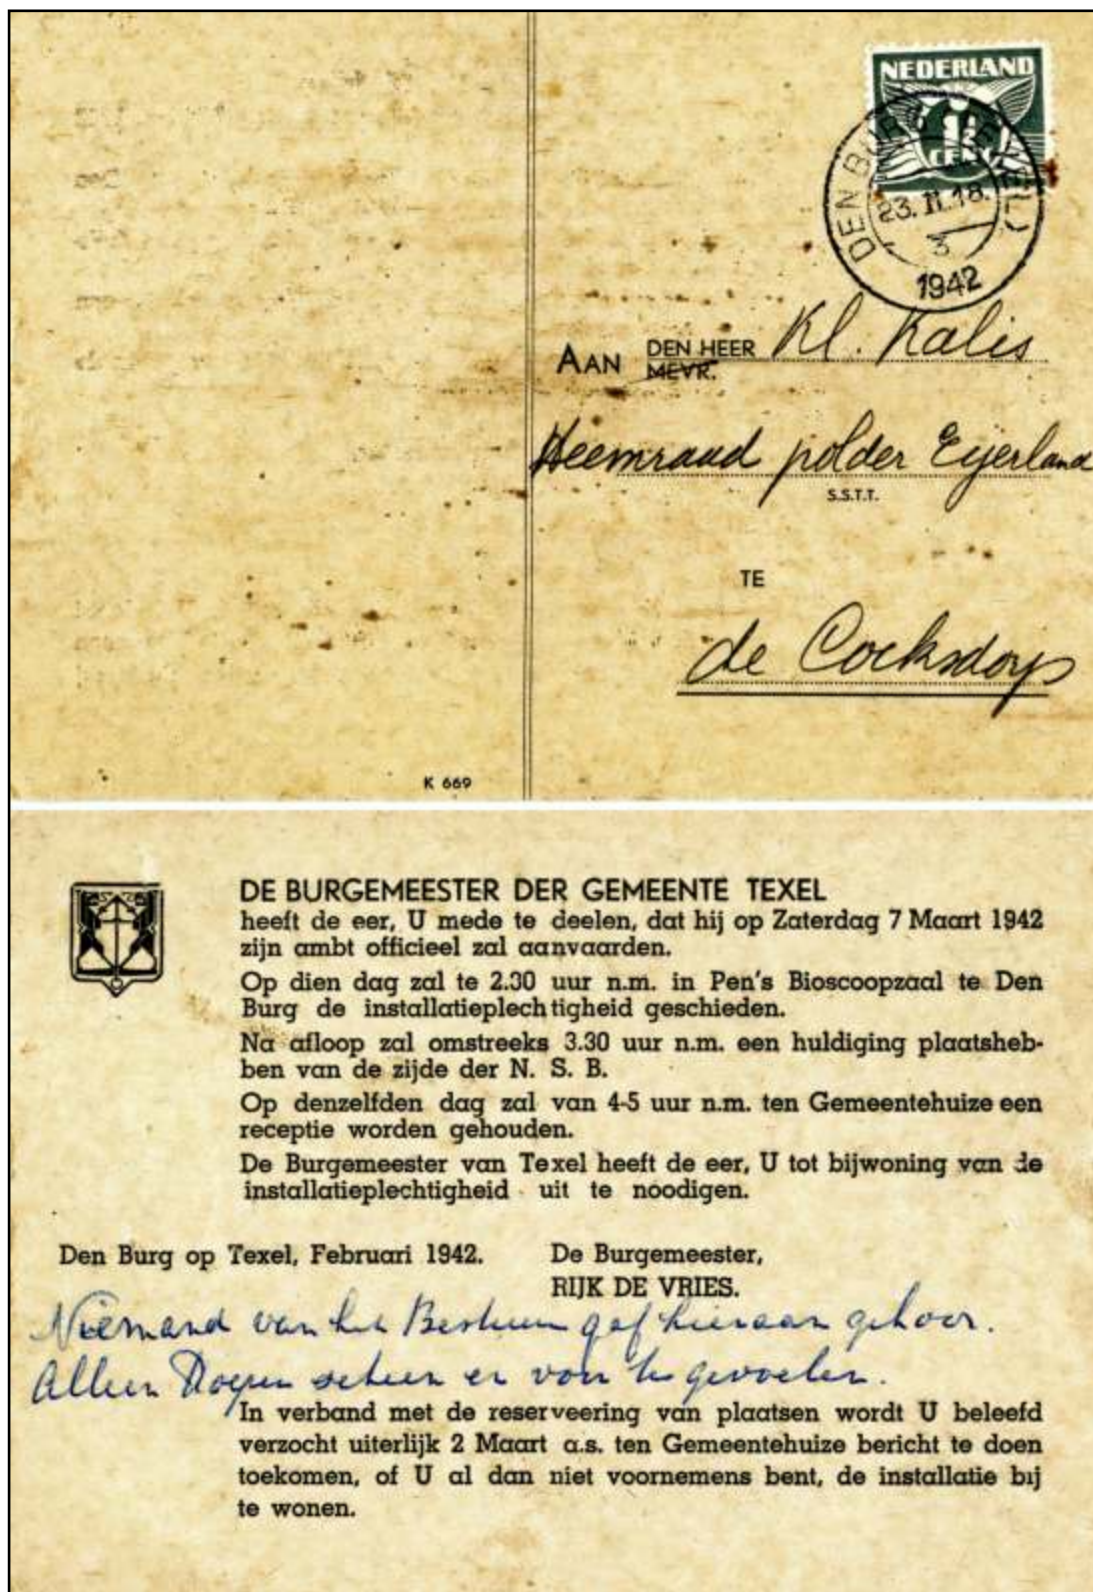 NEDERLAND
1½
CENT
DEN BURG (TEXEL)
23.II.18.
3
1942
AAN DEN HEER Kl. Kalis
MEVR.
Heemraad polder Eijerland
S.S.T.T.
TE
de Cocksdorp
K 669
DE BURGEMEESTER DER GEMEENTE TEXEL
heeft de eer, U mede te deelen, dat hij op Zaterdag 7 Maart 1942
zijn ambt officieel zal aanvaarden.
Op dien dag zal te 2.30 uur n.m. in Pen's Bioscoopzaal te Den
Burg de installatieplechtigheid geschieden.
Na afloop zal omstreeks 3.30 uur n.m. een huldiging plaatsheb-
ben van de zijde der N. S. B.
Op denzelfden dag zal van 4-5 uur n.m. ten Gemeentehuize een
receptie worden gehouden.
De Burgemeester van Texel heeft de eer, U tot bijwoning van de
installatieplechtigheid uit te noodigen.
Den Burg op Texel, Februari 1942.
De Burgemeester,
RIJK DE VRIES.
Niemand van het Bestuur gaf hieraan gehoor.
Alleen scheen er voor te gevoelen.
In verband met de reserveering van plaatsen wordt U beleefd
verzocht uiterlijk 2 Maart a.s. ten Gemeentehuize bericht te doen
toekomen, of U al dan niet voornemens bent, de installatie bij
te wonen.